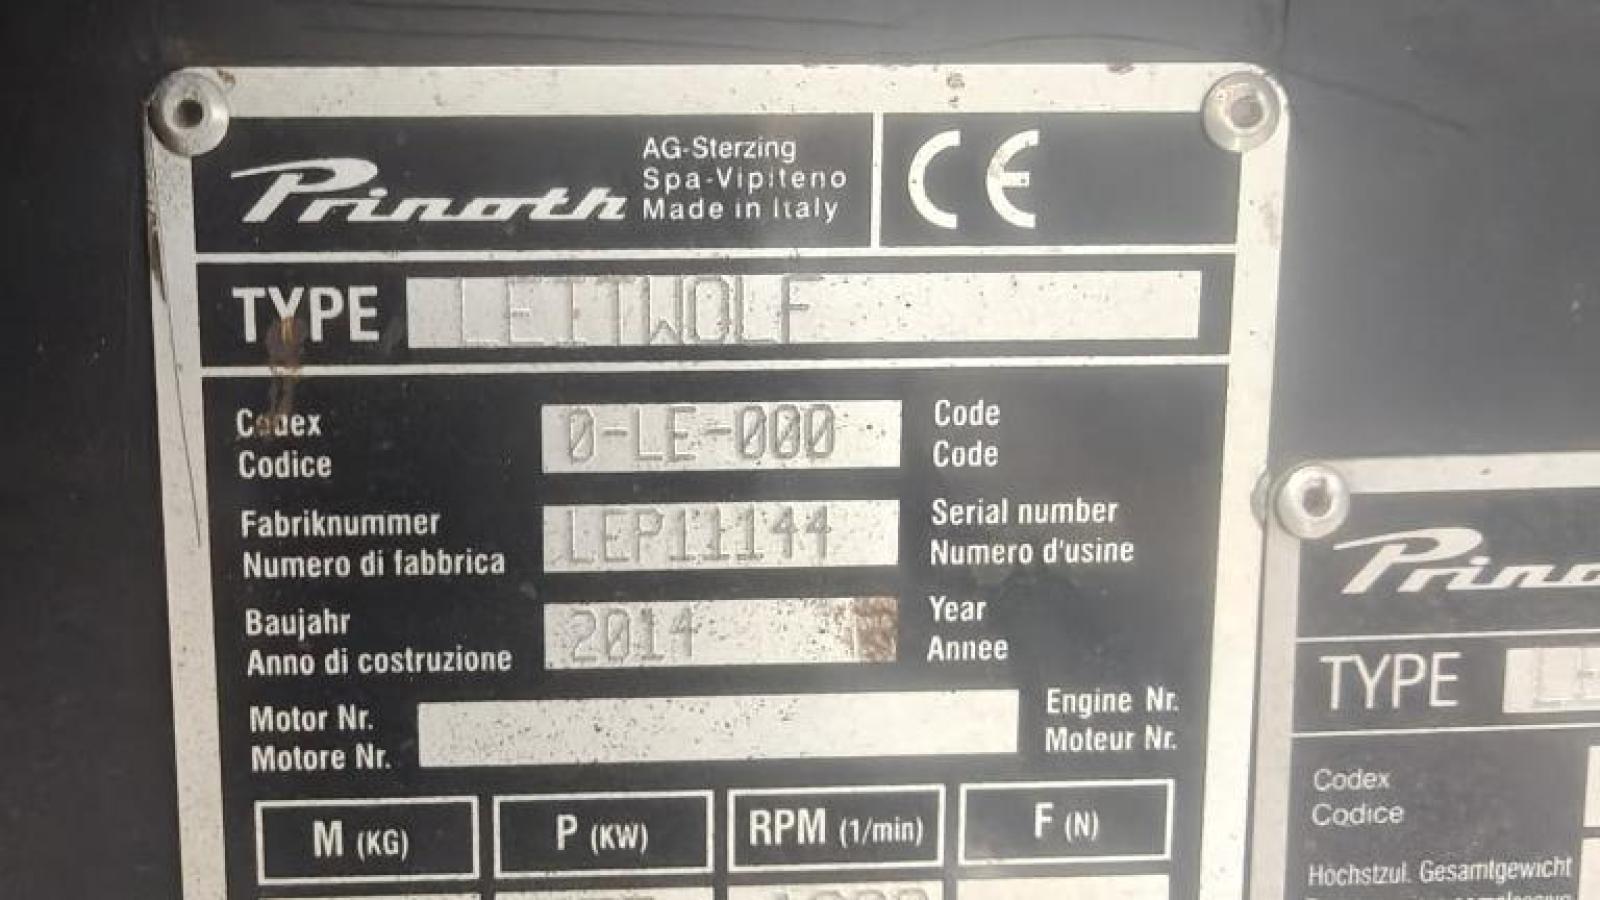 Prinoth
AG-Sterzing
Spa-Vipiteno
Made in Italy
CE
TYPE LEITWOLF
Codex
Codice
0-LE-000
Code
Code
Fabriknummer
Numero di fabbrica
LEP11144
Serial number
Numero d'usine
Baujahr
Anno di costruzione
2014
Year
Annee
Motor Nr.
Motore Nr.
Engine Nr.
Moteur Nr.
M (KG) P (KW) RPM (1/min) F (N)
TYPE
Codex
Codice
Höchstzul. Gesamtgewicht